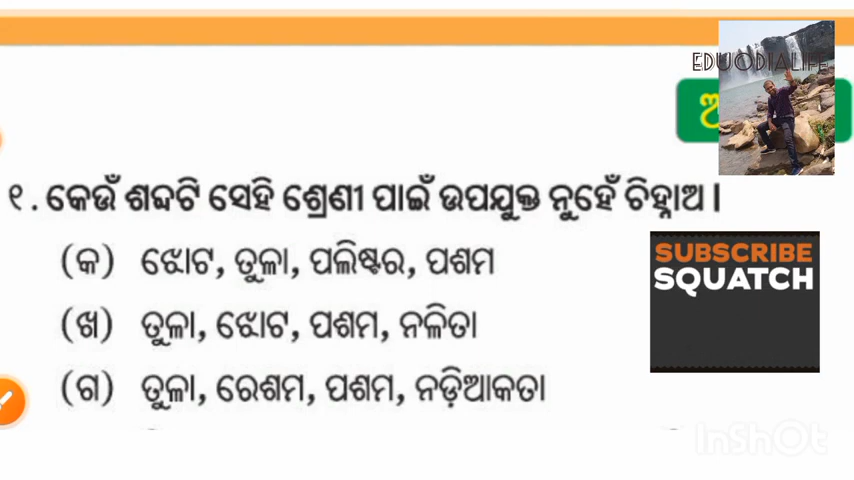 EDUODIALIFE
ଅ
୧. କେଉଁ ଶବ୍ଦଟି ସେହି ଶ୍ରେଣୀ ପାଇଁ ଉପଯୁକ୍ତ ନୁହେଁ ଚିହ୍ନାଅ ।
(କ) ଝୋଟ, ତୁଳା, ପଲିଷ୍ଟର, ପଶମ
SUBSCRIBE
SQUATCH
(ଖ) ତୁଳା, ଝୋଟ, ପଶମ, ନଳିତା
(ଗ) ତୁଳା, ରେଶମ, ପଶମ, ନଡ଼ିଆକତା
InShOt